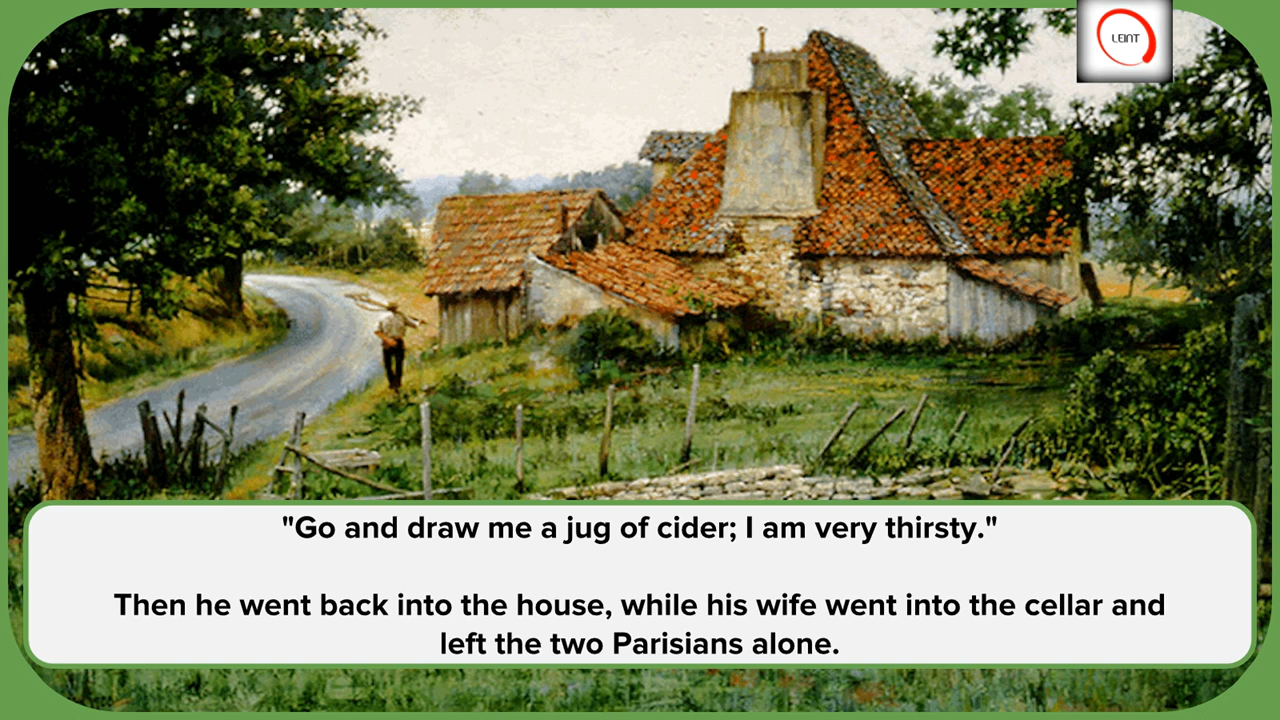 LEINT
"Go and draw me a jug of cider; I am very thirsty."
Then he went back into the house, while his wife went into the cellar and
left the two Parisians alone.